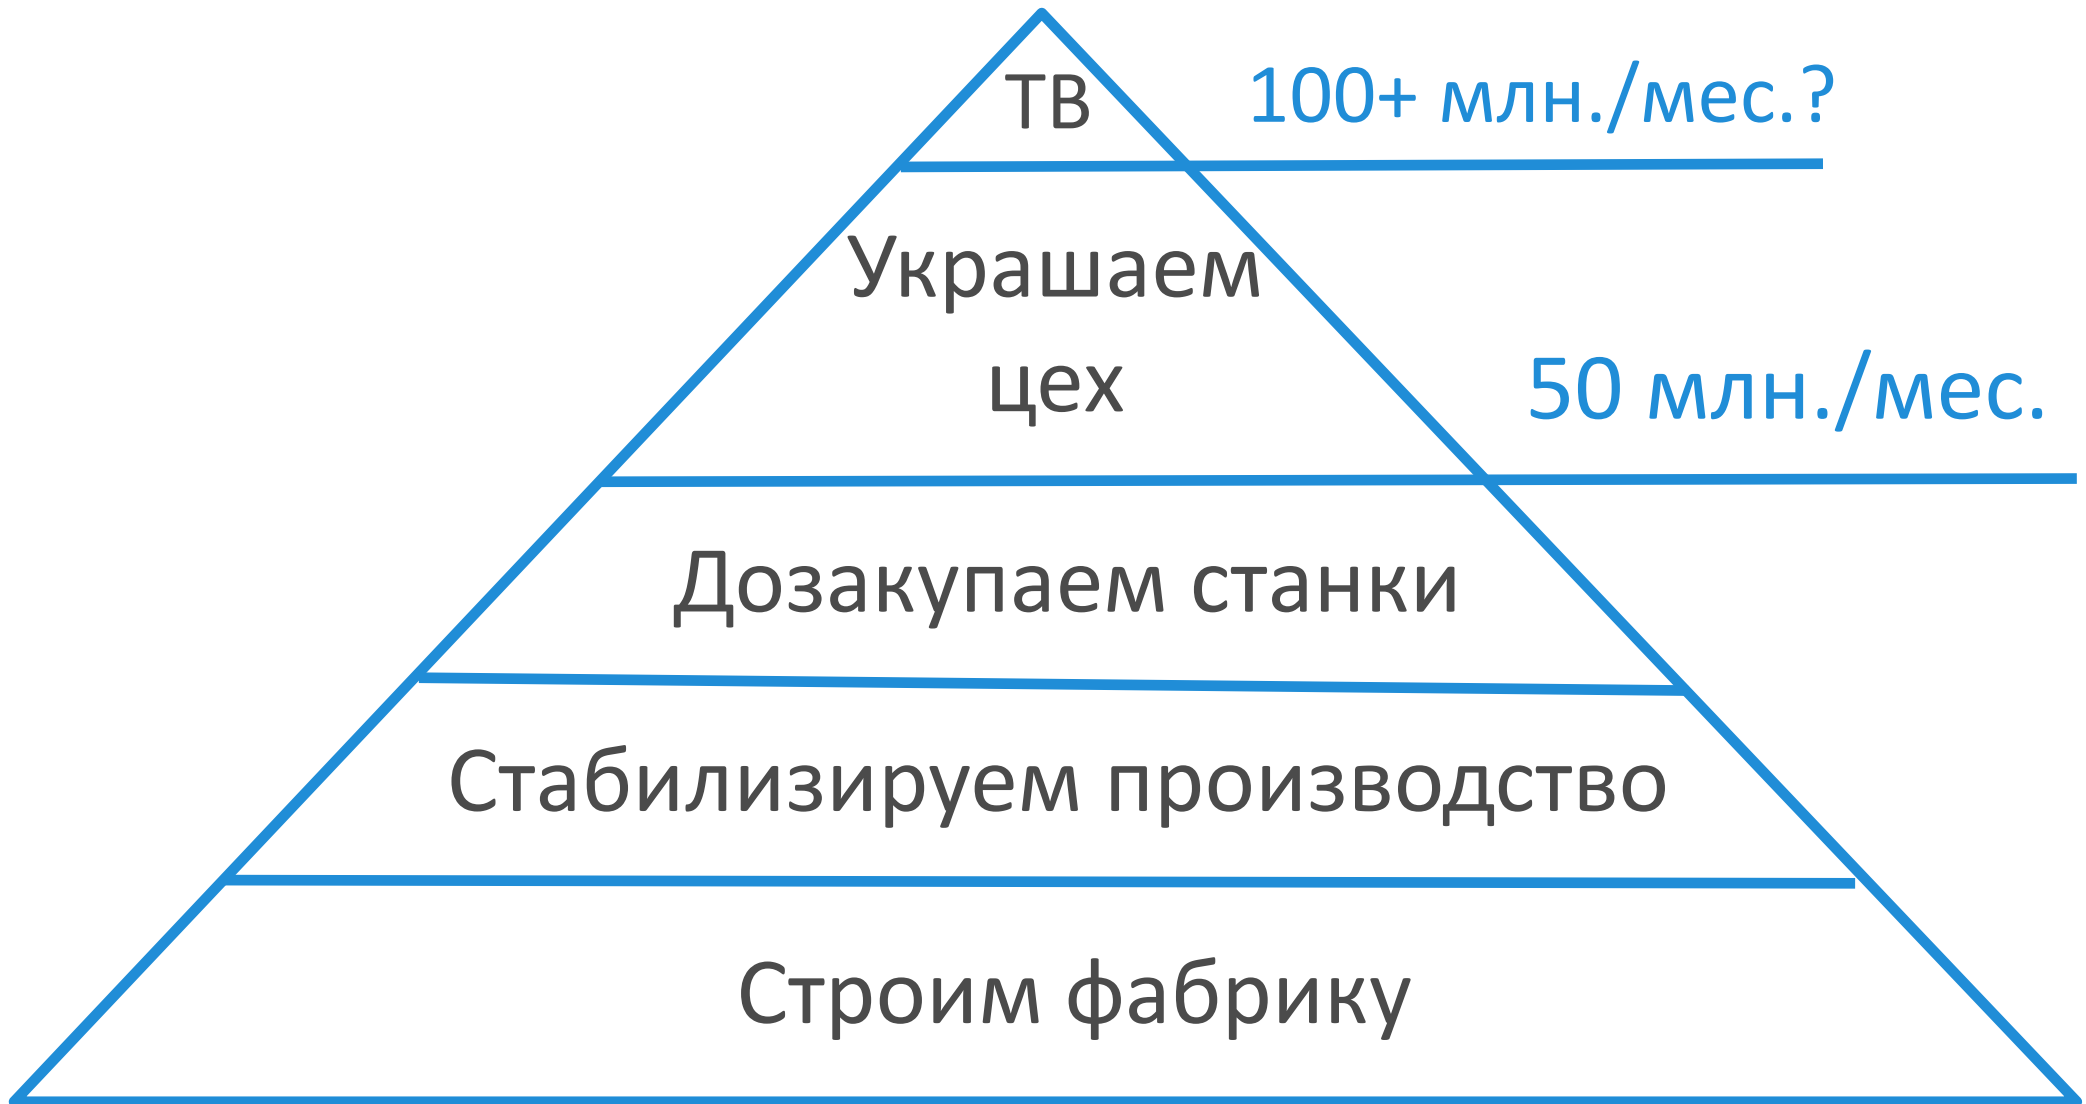 ТВ
100+ млн./мес.?
Украшаем
цех
50 млн./мес.
Дозакупаем станки
Стабилизируем производство
Строим фабрику